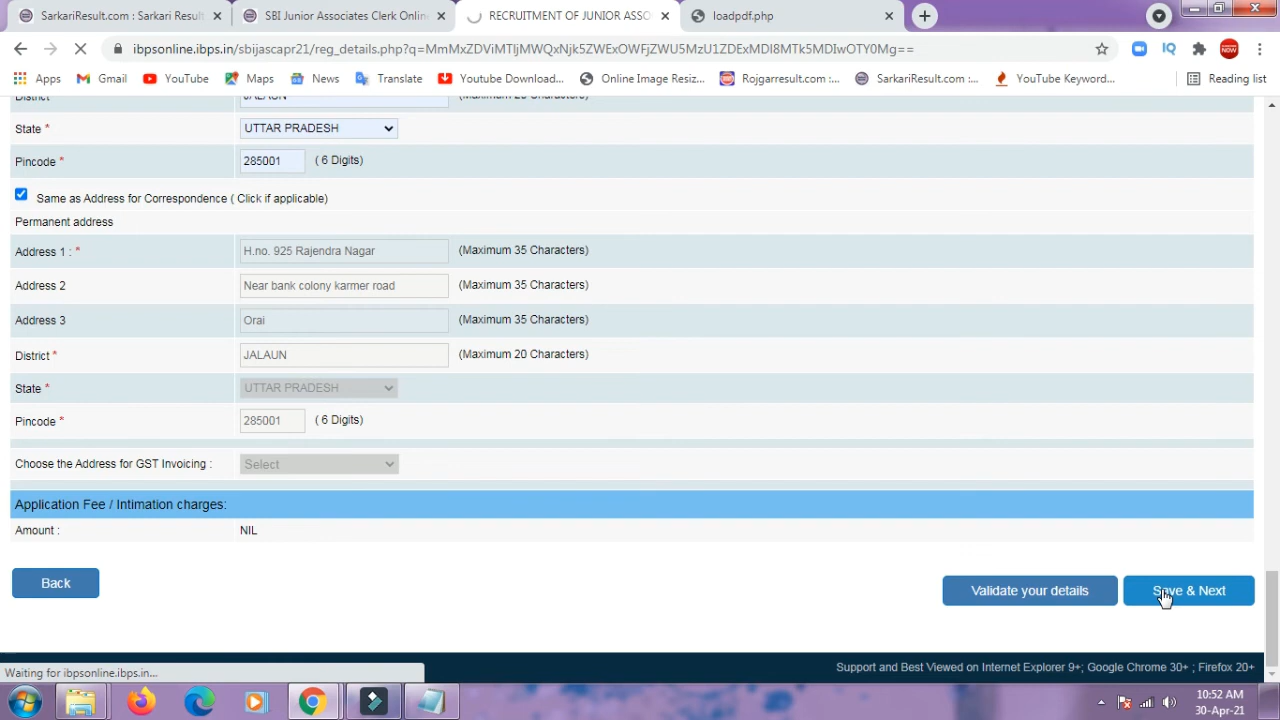 SarkariResult.com : Sarkari Result
SBI Junior Associates Clerk Onlin
RECRUITMENT OF JUNIOR ASSO
loadpdf.php
ibpsonline.ibps.in/sbijascapr21/reg_details.php?q=MmMxZDViMTljMWQxNjk5ZWExOWFjZWU5MzU1ZDExMDI8MTk5MDIwOTY0Mg==
Apps
Gmail
YouTube
Maps
News
Translate
Youtube Download...
Online Image Resiz...
Rojgarresult.com :...
SarkariResult.com :...
YouTube Keyword...
Reading list
District JALAUN
State * UTTAR PRADESH
Pincode * 285001 ( 6 Digits)
Same as Address for Correspondence ( Click if applicable)
Permanent address
Address 1 : * H.no. 925 Rajendra Nagar (Maximum 35 Characters)
Address 2 Near bank colony karmer road (Maximum 35 Characters)
Address 3 Orai (Maximum 35 Characters)
District * JALAUN (Maximum 20 Characters)
State * UTTAR PRADESH
Pincode * 285001 ( 6 Digits)
Choose the Address for GST Invoicing : Select
Application Fee / Intimation charges:
Amount : NIL
Back
Validate your details
Save & Next
Waiting for ibpsonline.ibps.in...
Support and Best Viewed on Internet Explorer 9+; Google Chrome 30+ ; Firefox 20+
10:52 AM
30-Apr-21